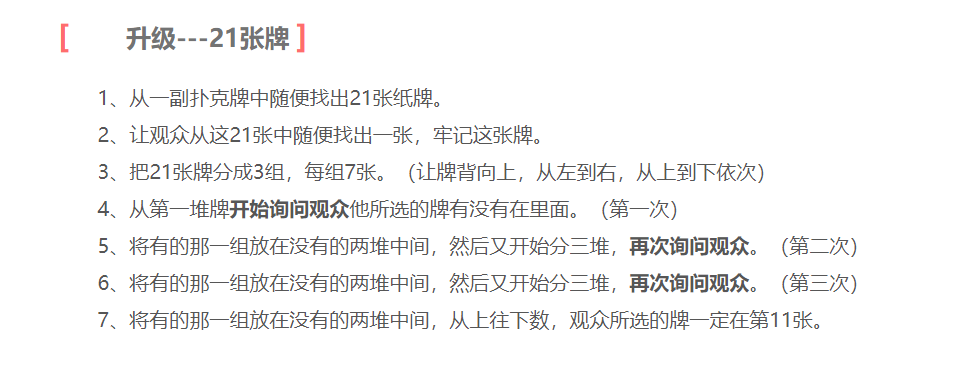 [ 升级---21张牌 ]
1、从一副扑克牌中随便找出21张纸牌。
2、让观众从这21张中随便找出一张，牢记这张牌。
3、把21张牌分成3组，每组7张。（让牌背向上，从左到右，从上到下依次）
4、从第一堆牌开始询问观众他所选的牌有没有在里面。（第一次）
5、将有的那一组放在没有的两堆中间，然后又开始分三堆，再次询问观众。（第二次）
6、将有的那一组放在没有的两堆中间，然后又开始分三堆，再次询问观众。（第三次）
7、将有的那一组放在没有的两堆中间，从上往下数，观众所选的牌一定在第11张。